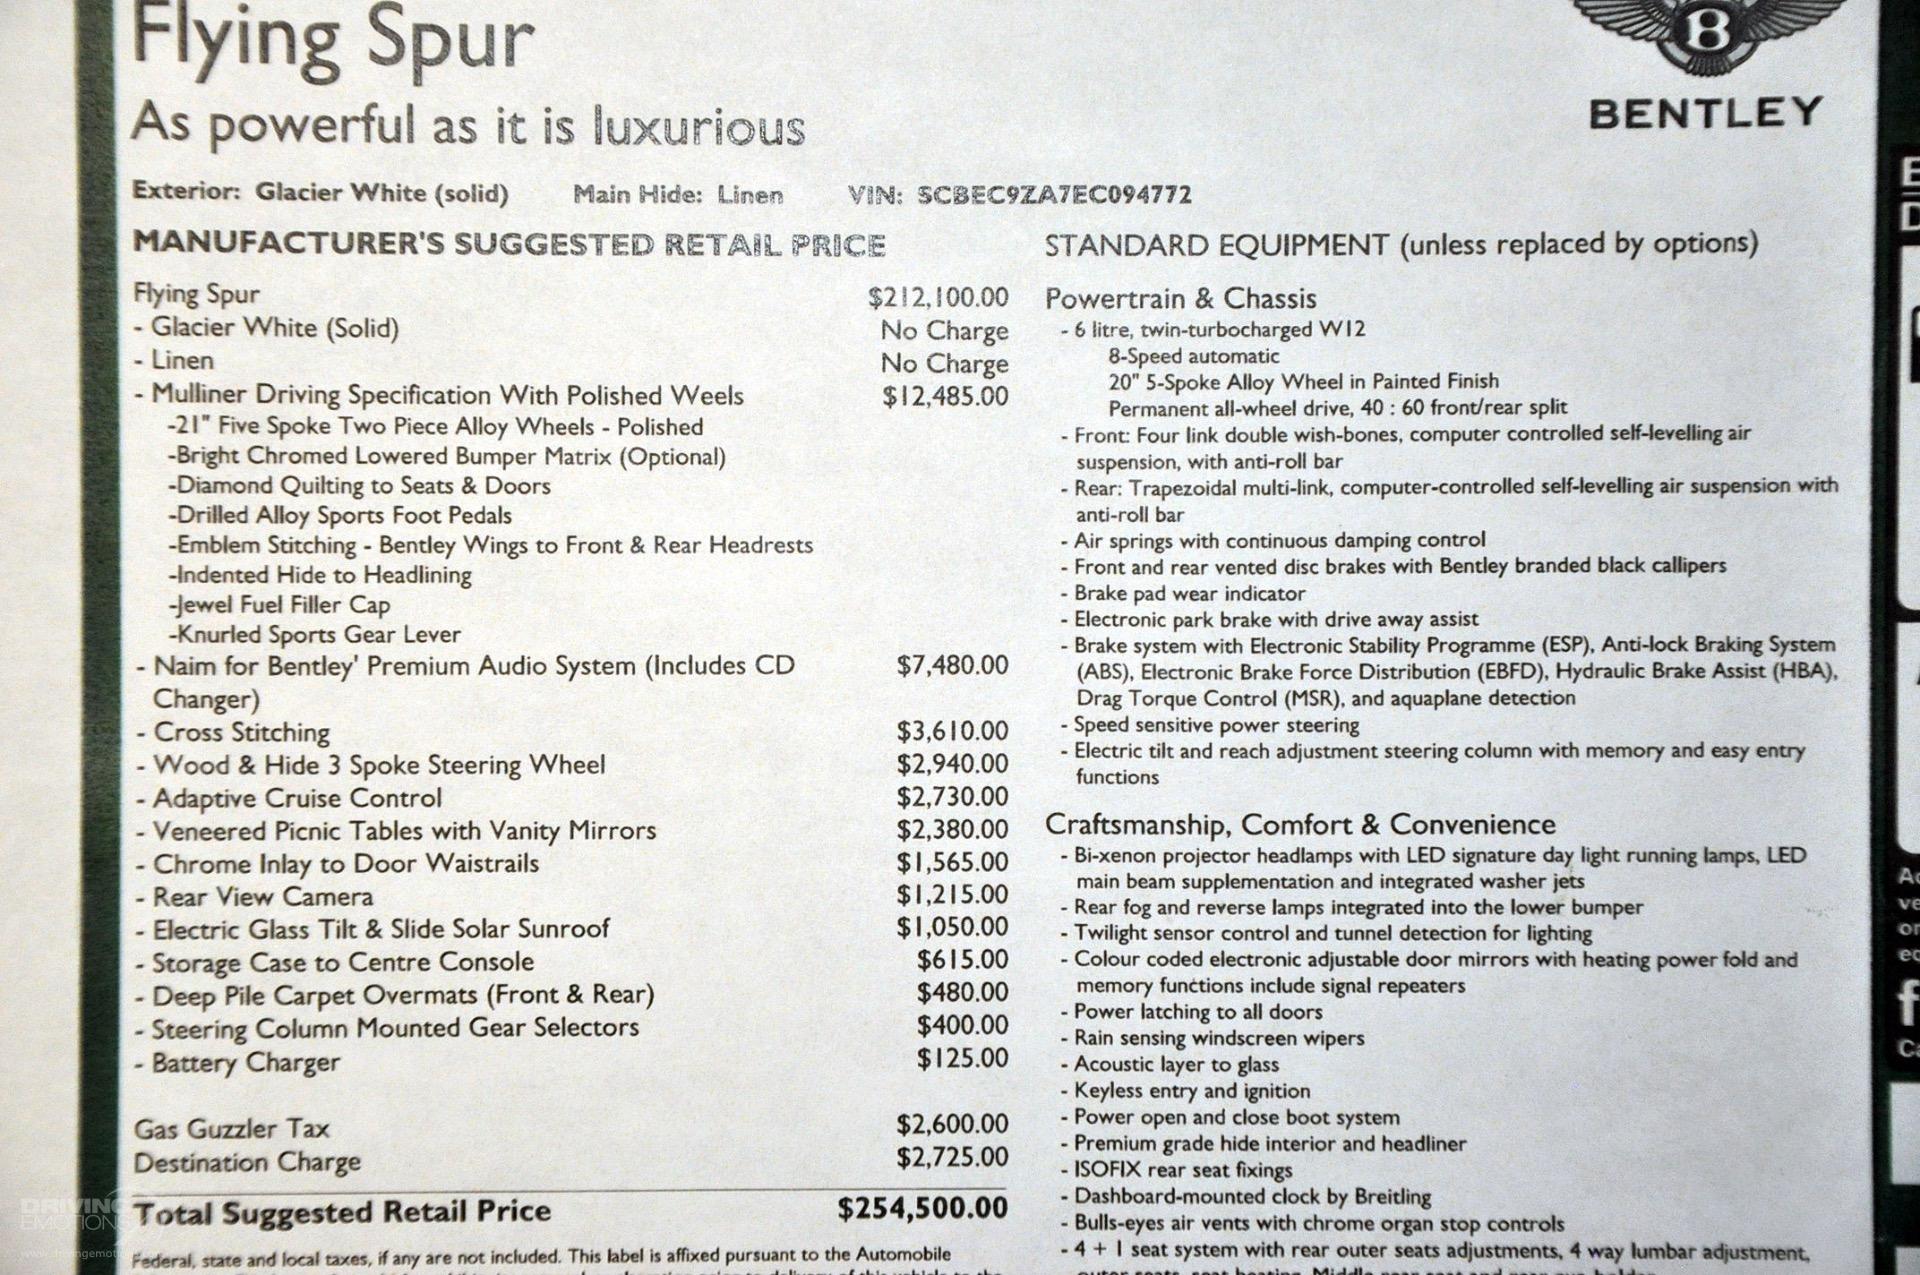 Flying Spur
As powerful as it is luxurious
BENTLEY
B
Exterior: Glacier White (solid) Main Hide: Linen VIN: SCBEC9ZA7EC094772
MANUFACTURER'S SUGGESTED RETAIL PRICE
Flying Spur $212,100.00
- Glacier White (Solid) No Charge
- Linen No Charge
- Mulliner Driving Specification With Polished Weels $12,485.00
-21" Five Spoke Two Piece Alloy Wheels - Polished
-Bright Chromed Lowered Bumper Matrix (Optional)
-Diamond Quilting to Seats & Doors
-Drilled Alloy Sports Foot Pedals
-Emblem Stitching - Bentley Wings to Front & Rear Headrests
-Indented Hide to Headlining
-Jewel Fuel Filler Cap
-Knurled Sports Gear Lever
- Naim for Bentley' Premium Audio System (Includes CD $7,480.00
Changer)
- Cross Stitching $3,610.00
- Wood & Hide 3 Spoke Steering Wheel $2,940.00
- Adaptive Cruise Control $2,730.00
- Veneered Picnic Tables with Vanity Mirrors $2,380.00
- Chrome Inlay to Door Waistrails $1,565.00
- Rear View Camera $1,215.00
- Electric Glass Tilt & Slide Solar Sunroof $1,050.00
- Storage Case to Centre Console $615.00
- Deep Pile Carpet Overmats (Front & Rear) $480.00
- Steering Column Mounted Gear Selectors $400.00
- Battery Charger $125.00
Gas Guzzler Tax $2,600.00
Destination Charge $2,725.00
Total Suggested Retail Price $254,500.00
Federal, state and local taxes, if any are not included. This label is affixed pursuant to the Automobile
STANDARD EQUIPMENT (unless replaced by options)
Powertrain & Chassis
- 6 litre, twin-turbocharged W12
8-Speed automatic
20" 5-Spoke Alloy Wheel in Painted Finish
Permanent all-wheel drive, 40 : 60 front/rear split
- Front: Four link double wish-bones, computer controlled self-levelling air
suspension, with anti-roll bar
- Rear: Trapezoidal multi-link, computer-controlled self-levelling air suspension with
anti-roll bar
- Air springs with continuous damping control
- Front and rear vented disc brakes with Bentley branded black callipers
- Brake pad wear indicator
- Electronic park brake with drive away assist
- Brake system with Electronic Stability Programme (ESP), Anti-lock Braking System
(ABS), Electronic Brake Force Distribution (EBFD), Hydraulic Brake Assist (HBA),
Drag Torque Control (MSR), and aquaplane detection
- Speed sensitive power steering
- Electric tilt and reach adjustment steering column with memory and easy entry
functions
Craftsmanship, Comfort & Convenience
- Bi-xenon projector headlamps with LED signature day light running lamps, LED
main beam supplementation and integrated washer jets
- Rear fog and reverse lamps integrated into the lower bumper
- Twilight sensor control and tunnel detection for lighting
- Colour coded electronic adjustable door mirrors with heating power fold and
memory functions include signal repeaters
- Power latching to all doors
- Rain sensing windscreen wipers
- Acoustic layer to glass
- Keyless entry and ignition
- Power open and close boot system
- Premium grade hide interior and headliner
- ISOFIX rear seat fixings
- Dashboard-mounted clock by Breitling
- Bulls-eyes air vents with chrome organ stop controls
- 4 + 1 seat system with rear outer seats adjustments, 4 way lumbar adjustment,
DRIVING
EMOTIONS